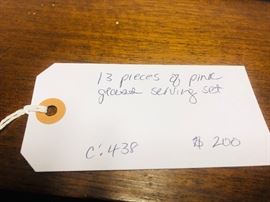 13 pieces of pink
glass serving set
C: 438 $ 200